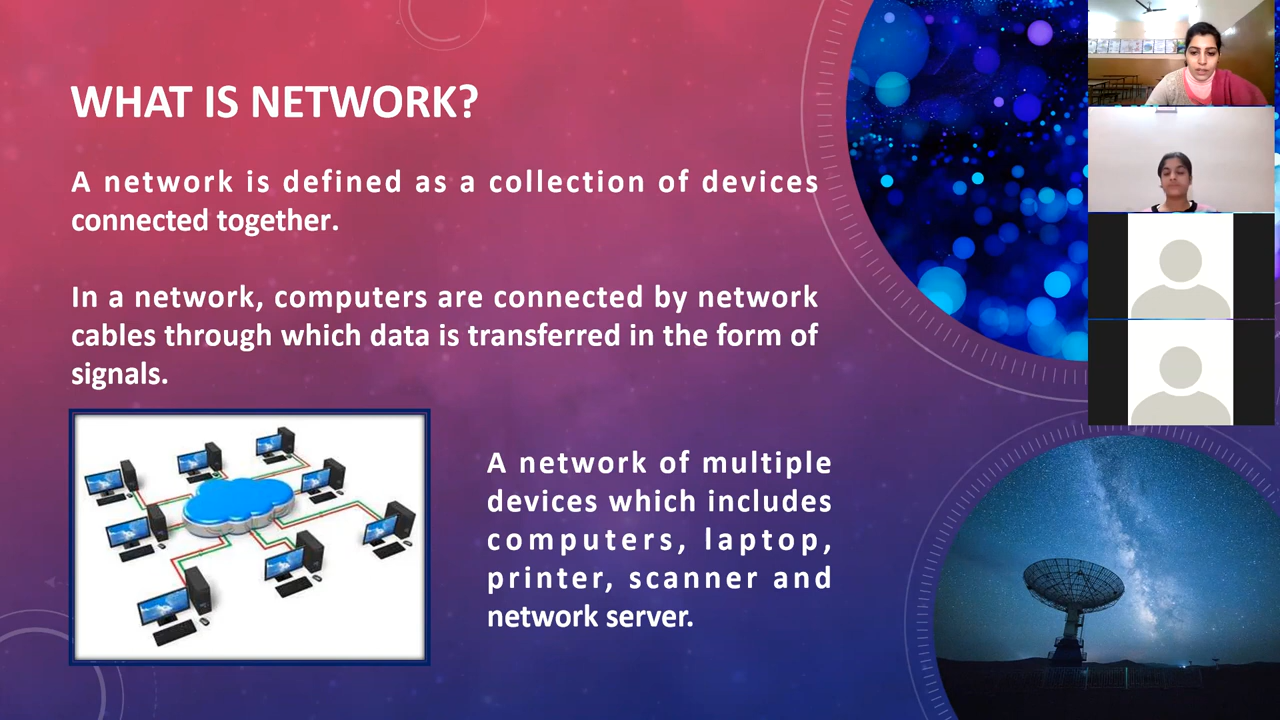 WHAT IS NETWORK?
A network is defined as a collection of devices
connected together.
In a network, computers are connected by network
cables through which data is transferred in the form of
signals.
A network of multiple
devices which includes
computers, laptop,
printer, scanner and
network server.